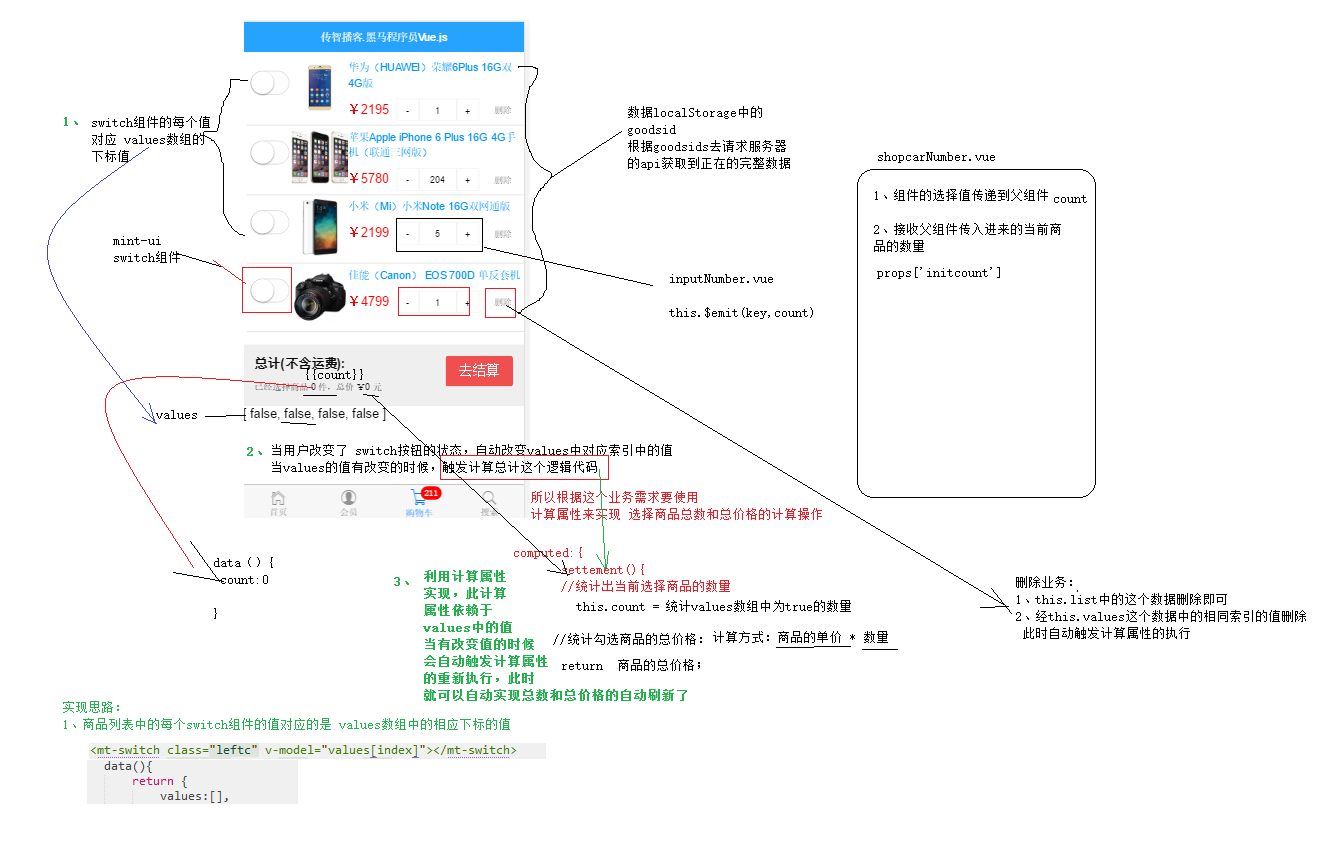 传智播客.黑马程序员Vue.js
华为（HUAWEI）荣耀6Plus 16G双
4G版
￥2195 - 1 + 删除
苹果Apple iPhone 6 Plus 16G 4G手
机（联通三网版）
￥5780 - 204 + 删除
小米（Mi）小米Note 16G双网通版
￥2199 - 5 + 删除
佳能（Canon） EOS 700D 单反套机
￥4799 - 1 + 删除
总计(不含运费):
{{count}}
已经选择商品 0 件，总价 ￥0 元
去结算
values
[ false, false, false, false ]
1、 switch组件的每个值
对应 values数组的
下标值
mint-ui
switch组件
数据localStorage中的
goodsid
根据goodsids去请求服务器
的api获取到正在的完整数据
inputNumber.vue
this.$emit(key,count)
shopcarNumber.vue
1、组件的选择值传递到父组件 count
2、接收父组件传入进来的当前商
品的数量
props['initcount']
2、当用户改变了 switch按钮的状态，自动改变values中对应索引中的值
当values的值有改变的时候，触发计算总计这个逻辑代码
首页 会员 211 购物车 搜索
所以根据这个业务需求要使用
计算属性来实现 选择商品总数和总价格的计算操作
data（）{
count:0
}
computed:{
settement(){
//统计出当前选择商品的数量
this.count = 统计values数组中为true的数量
//统计勾选商品的总价格：计算方式：商品的单价 * 数量
return 商品的总价格；
3、 利用计算属性
实现，此计算
属性依赖于
values中的值
当有改变值的时候
会自动触发计算属性
的重新执行，此时
就可以自动实现总数和总价格的自动刷新了
删除业务：
1、this.list中的这个数据删除即可
2、经this.values这个数据中的相同索引的值删除
此时自动触发计算属性的执行
实现思路：
1、商品列表中的每个switch组件的值对应的是 values数组中的相应下标的值
<mt-switch class="leftc" v-model="values[index]"></mt-switch>
data(){
return {
values:[],